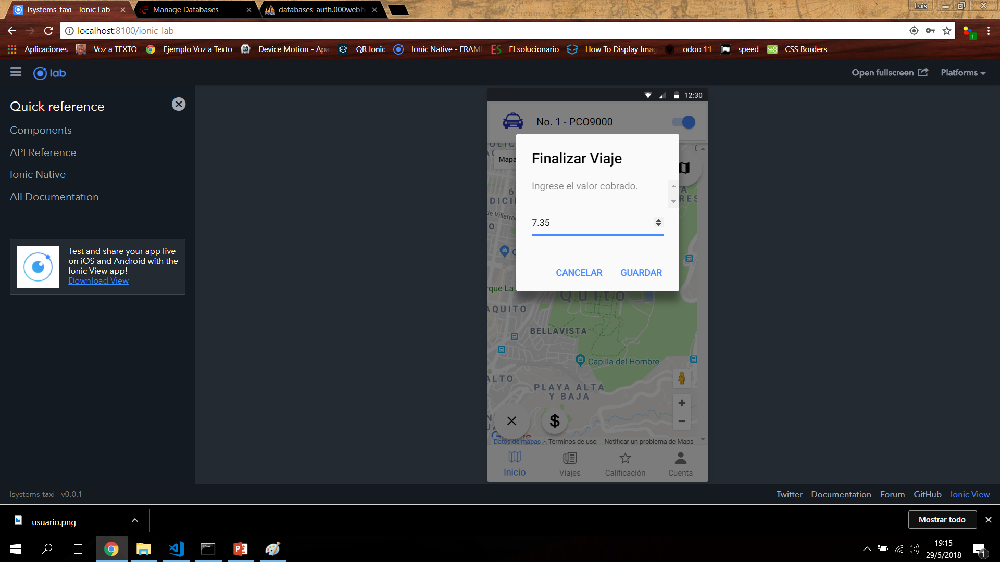 lsystems-taxi - Ionic Lab
Manage Databases
databases-auth.000webh
Luis
localhost:8100/ionic-lab
1
Aplicaciones
Voz a TEXTO
Ejemplo Voz a Texto
Device Motion - Apa
QR Ionic
Ionic Native - FRAM
El solucionario
How To Display Imag
odoo 11
speed
CSS Borders
lab
Open fullscreen
Platforms
Quick reference
Components
API Reference
Ionic Native
All Documentation
Test and share your app live
on iOS and Android with the
Ionic View app!
Download View
12:30
No. 1 - PCO9000
Mapa
Finalizar Viaje
Ingrese el valor cobrado.
7.35
CANCELAR
GUARDAR
6
DICI
de Villarro
rque La
Quito
AQUITO
BELLAVISTA
Capilla del Hombre
ALTO
PLAYA ALTA
Y BAJA
$
Datos de mapas
Términos de uso
Notificar un problema de Maps
Inicio
Viajes
Calificación
Cuenta
lsystems-taxi - v0.0.1
Twitter
Documentation
Forum
GitHub
Ionic View
usuario.png
Mostrar todo
19:15
29/5/2018
1